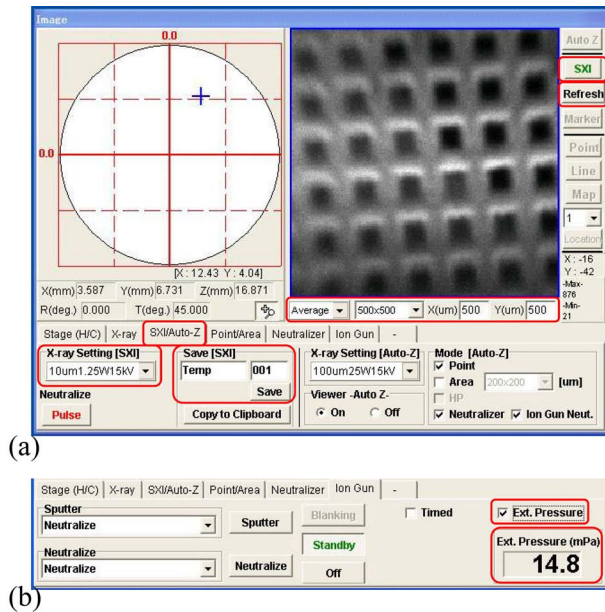 Image
0.0
0.0
[X : 12.43 Y : 4.04]
X(mm) 3.587 Y(mm) 6.731 Z(mm) 16.871
R(deg.) 0.000 T(deg.) 45.000
Average 500x500 X(um) 500 Y(um) 500
Auto Z
SXI
Refresh
Marker
Point
Line
Map
1
Location
X : -16
Y : -42
-Max-
876
-Min-
21
Stage (H/C) X-ray SXI/Auto-Z Point/Area Neutralizer Ion Gun -
X-ray Setting [SXI]
10um1.25W15kV
Neutralize
Pulse
Save [SXI]
Temp 001
Save
Copy to Clipboard
X-ray Setting [Auto-Z]
100um25W15kV
Viewer -Auto Z-
On Off
Mode [Auto-Z]
Point
Area 200x200 [um]
HP
Neutralizer Ion Gun Neut.
(a)
Stage (H/C) X-ray SXI/Auto-Z Point/Area Neutralizer Ion Gun -
Sputter
Neutralize Sputter
Neutralize
Neutralize Neutralize
Blanking
Standby
Off
Timed
Ext. Pressure
Ext. Pressure (mPa)
14.8
(b)